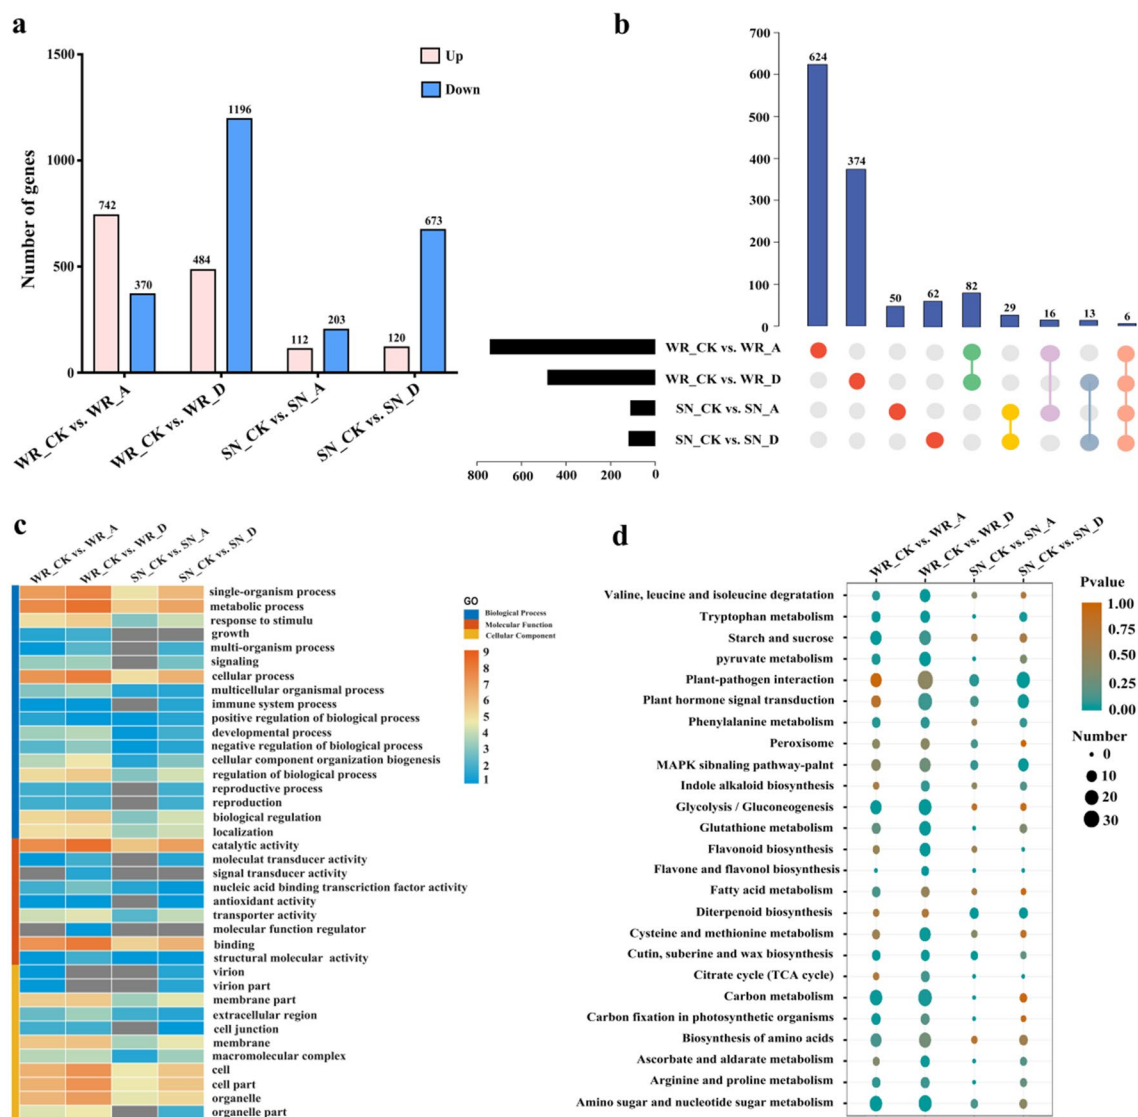 a
Number of genes
1500
1000
500
0
Up
Down
742
370
484
1196
112
203
120
673
WR_CK vs. WR_A
WR_CK vs. WR_D
SN_CK vs. SN_A
SN_CK vs. SN_D
b
700
600
500
400
300
200
100
0
624
374
50
62
82
29
16
13
6
WR_CK vs. WR_A
WR_CK vs. WR_D
SN_CK vs. SN_A
SN_CK vs. SN_D
800
600
400
200
0
c
WR_CK vs. WR_A
WR_CK vs. WR_D
SN_CK vs. SN_A
SN_CK vs. SN_D
single-organism process
metabolic process
response to stimulu
growth
multi-organism process
signaling
cellular process
multicellular organismal process
immune system process
positive regulation of biological process
developmental process
negative regulation of biological process
cellular component organization biogenesis
regulation of biological process
reproductive process
reproduction
biological regulation
localization
catalytic activity
moleculat transducer activity
signal transducer activity
nucleic acid binding transcriction factor activity
antioxidant activity
transporter activity
molecular function regulator
binding
structural molecular activity
virion
virion part
membrane part
extracellular region
cell junction
membrane
macromolecular complex
cell
cell part
organelle
organelle part
GO
Biological Process
Molecular Function
Cellular Component
9
8
7
6
5
4
3
2
1
d
WR_CK vs. WR_A
WR_CK vs. WR_D
SN_CK vs. SN_A
SN_CK vs. SN_D
Valine, leucine and isoleucine degratation
Tryptophan metabolism
Starch and sucrose
pyruvate metabolism
Plant-pathogen interaction
Plant hormone signal transduction
Phenylalanine metabolism
Peroxisome
MAPK sibnaling pathway-palnt
Indole alkaloid biosynthesis
Glycolysis / Gluconeogenesis
Glutathione metabolism
Flavonoid biosynthesis
Flavone and flavonol biosynthesis
Fatty acid metabolism
Diterpenoid biosynthesis
Cysteine and methionine metabolism
Cutin, suberine and wax biosynthesis
Citrate cycle (TCA cycle)
Carbon metabolism
Carbon fixation in photosynthetic organisms
Biosynthesis of amino acids
Ascorbate and aldarate metabolism
Arginine and proline metabolism
Amino sugar and nucleotide sugar metabolism
Pvalue
1.00
0.75
0.50
0.25
0.00
Number
0
10
20
30